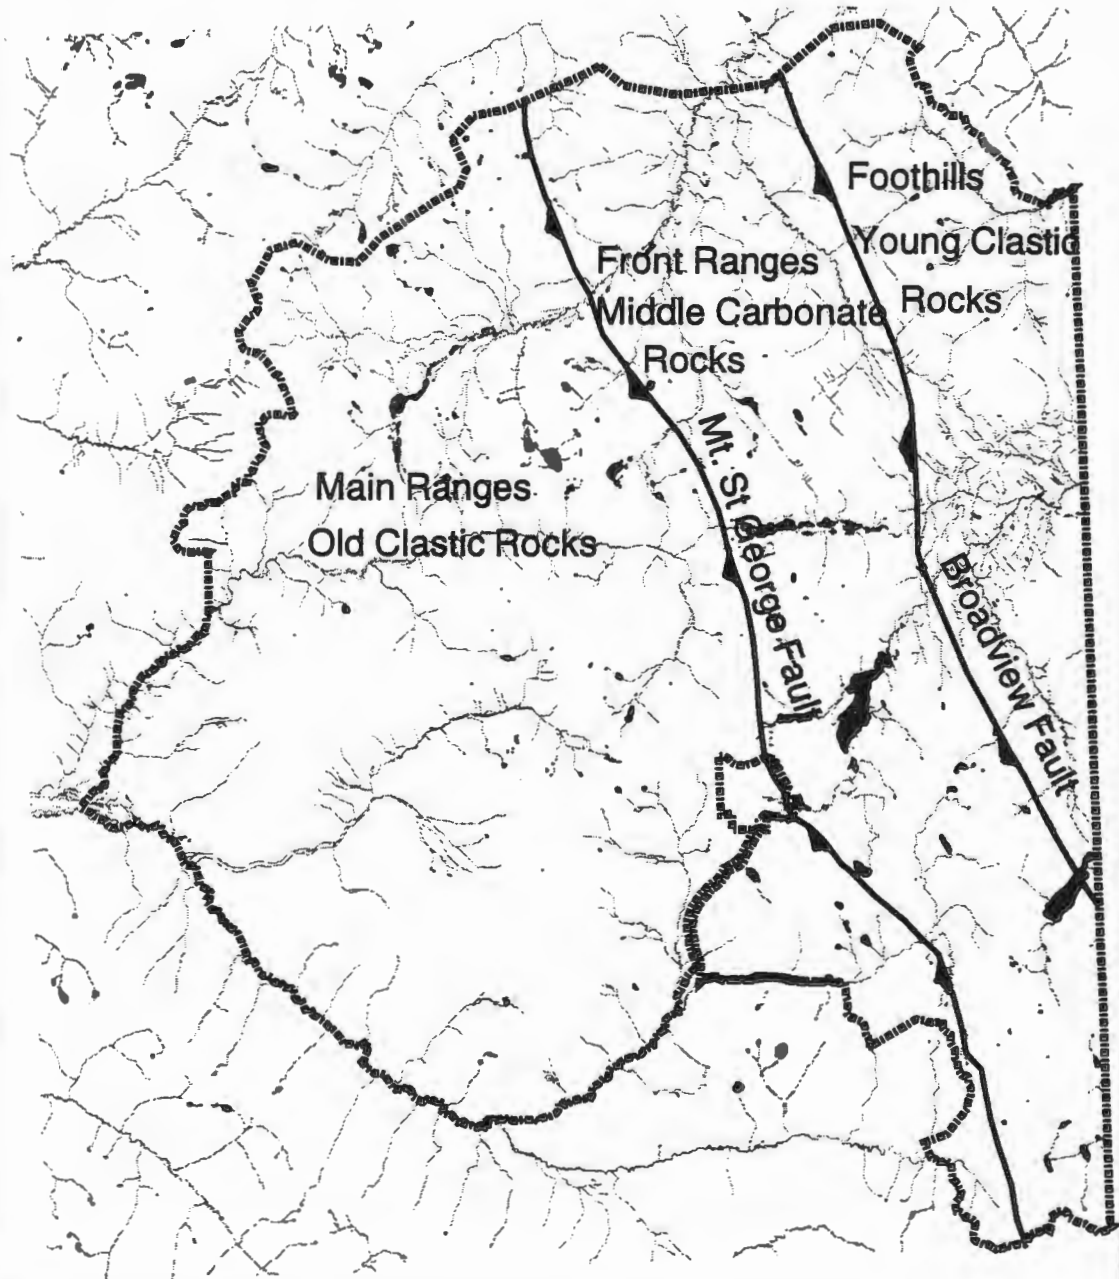 Foothills
Young Clastic
Rocks
Front Ranges
Middle Carbonate
Rocks
Mt. St George Fault
Main Ranges
Old Clastic Rocks
Broadview Fault